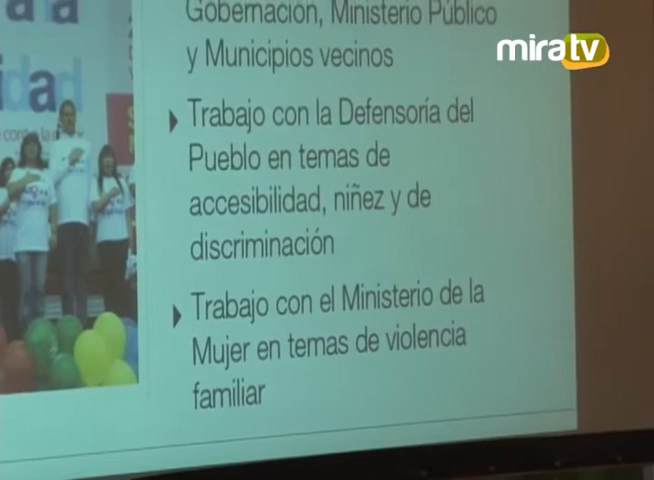 Gobernación, Ministerio Público
y Municipios vecinos
Trabajo con la Defensoría del
Pueblo en temas de
accesibilidad, niñez y de
discriminación
Trabajo con el Ministerio de la
Mujer en temas de violencia
familiar
miratv
idad